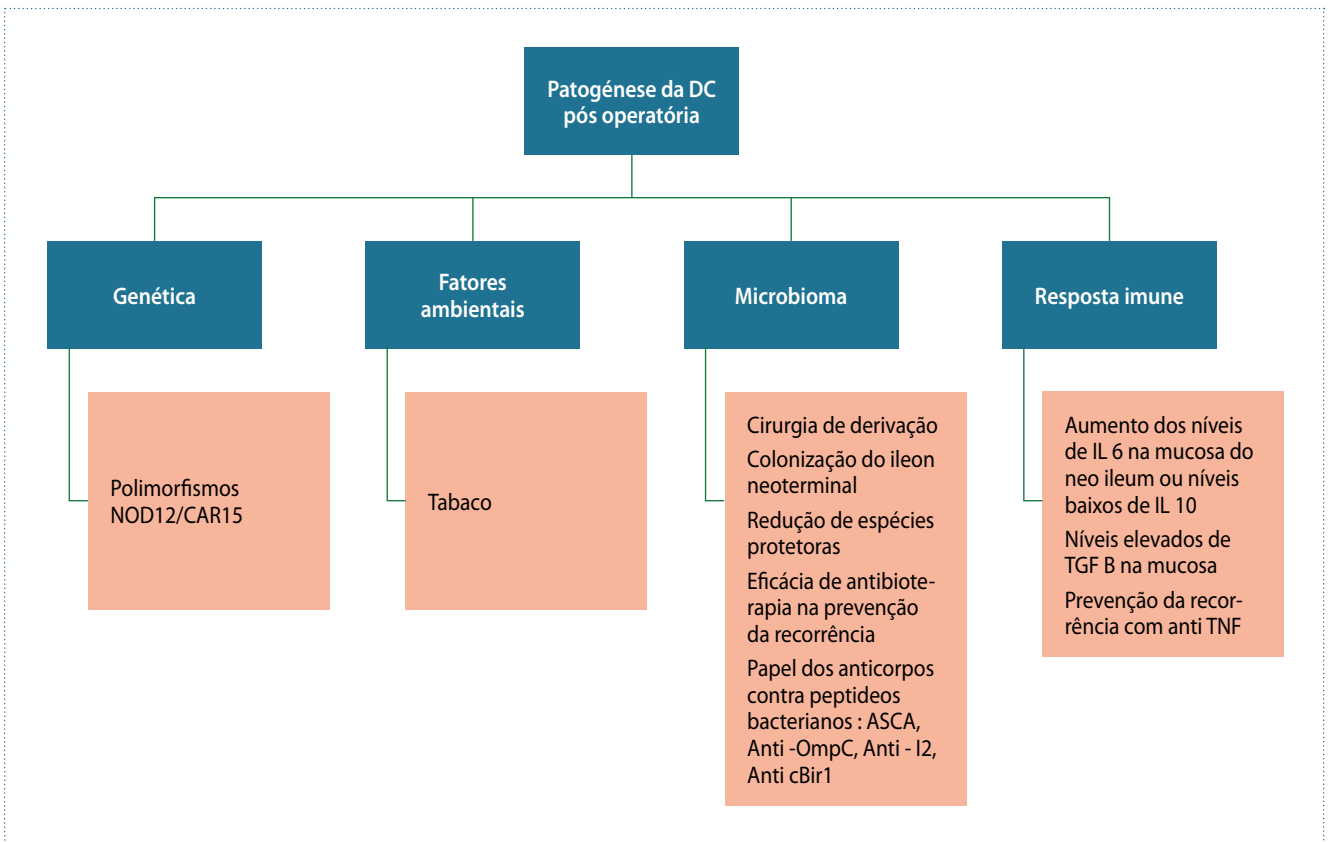 Patogénese da DC
pós operatória
Genética
Fatores
ambientais
Microbioma
Resposta imune
Polimorfismos
NOD12/CAR15
Tabaco
Cirurgia de derivação
Colonização do ileon
neoterminal
Redução de espécies
protetoras
Eficácia de antibiote-
rapia na prevenção
da recorrência
Papel dos anticorpos
contra peptideos
bacterianos : ASCA,
Anti -OmpC, Anti - I2,
Anti cBir1
Aumento dos níveis
de IL 6 na mucosa do
neo ileum ou níveis
baixos de IL 10
Níveis elevados de
TGF B na mucosa
Prevenção da recor-
rência com anti TNF